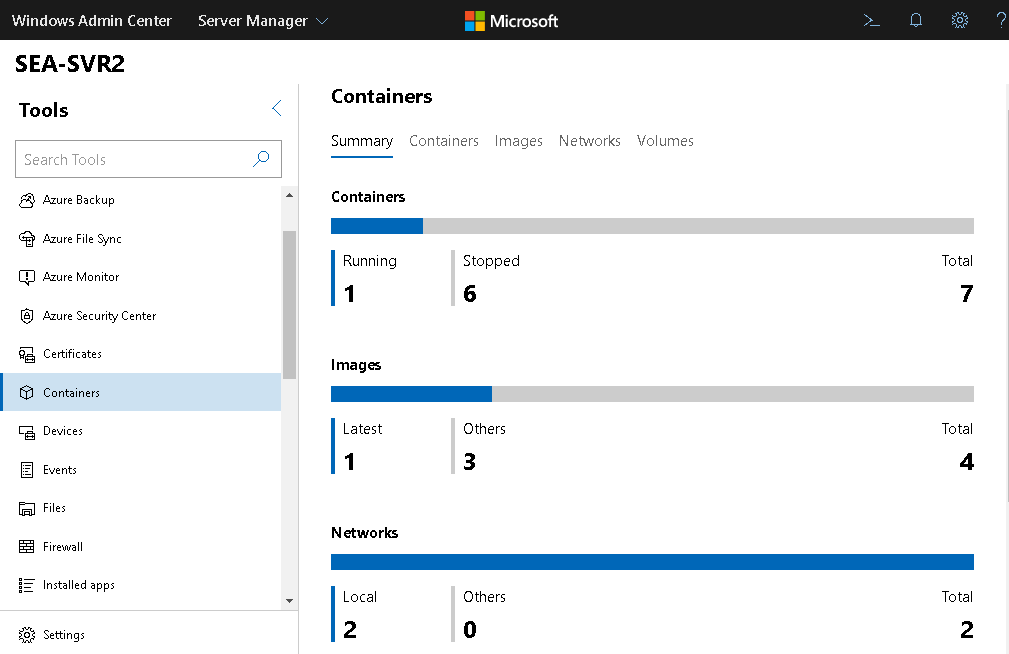 Windows Admin Center Server Manager Microsoft ?
SEA-SVR2
Tools
Search Tools
Azure Backup
Azure File Sync
Azure Monitor
Azure Security Center
Certificates
Containers
Devices
Events
Files
Firewall
Installed apps
Settings
Containers
Summary Containers Images Networks Volumes
Containers
Running Stopped Total
1 6 7
Images
Latest Others Total
1 3 4
Networks
Local Others Total
2 0 2